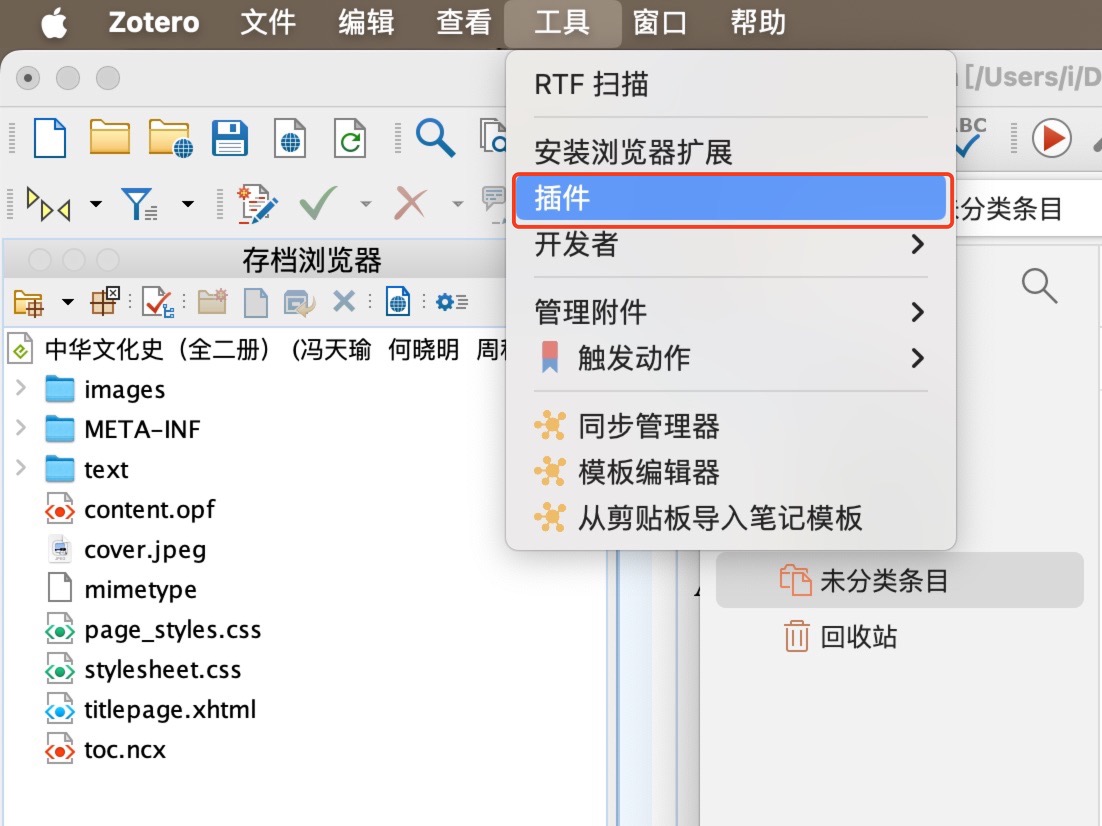 Zotero 文件 编辑 查看 工具 窗口 帮助
[/Users/i/D
RTF 扫描
安装浏览器扩展
插件
开发者
管理附件
触发动作
同步管理器
模板编辑器
从剪贴板导入笔记模板
BC
分类条目
存档浏览器
中华文化史（全二册） (冯天瑜 何晓明 周
images
META-INF
text
content.opf
cover.jpeg
mimetype
page_styles.css
stylesheet.css
titlepage.xhtml
toc.ncx
未分类条目
回收站